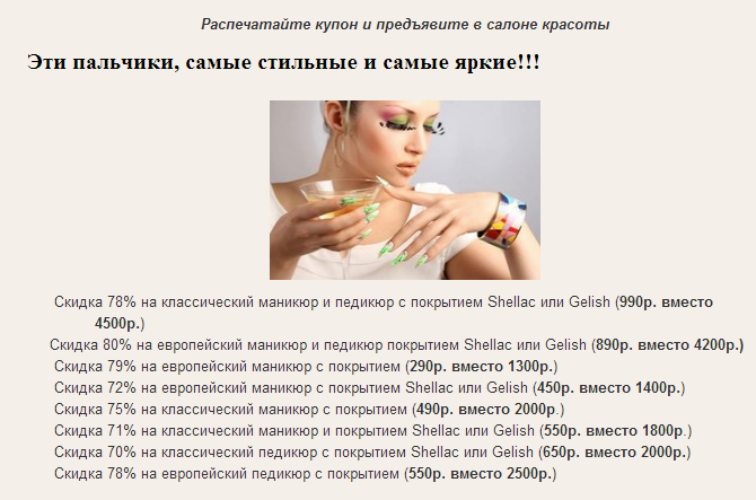 Распечатайте купон и предъявите в салоне красоты
Эти пальчики, самые стильные и самые яркие!!!
Скидка 78% на классический маникюр и педикюр с покрытием Shellac или Gelish (990р. вместо
4500р.)
Скидка 80% на европейский маникюр и педикюр покрытием Shellac или Gelish (890р. вместо 4200р.)
Скидка 79% на европейский маникюр с покрытием (290р. вместо 1300р.)
Скидка 72% на европейский маникюр с покрытием Shellac или Gelish (450р. вместо 1400р.)
Скидка 75% на классический маникюр с покрытием (490р. вместо 2000р.)
Скидка 71% на классический маникюр и покрытием Shellac или Gelish (550р. вместо 1800р.)
Скидка 70% на классический педикюр с покрытием Shellac или Gelish (650р. вместо 2000р.)
Скидка 78% на европейский педикюр с покрытием (550р. вместо 2500р.)